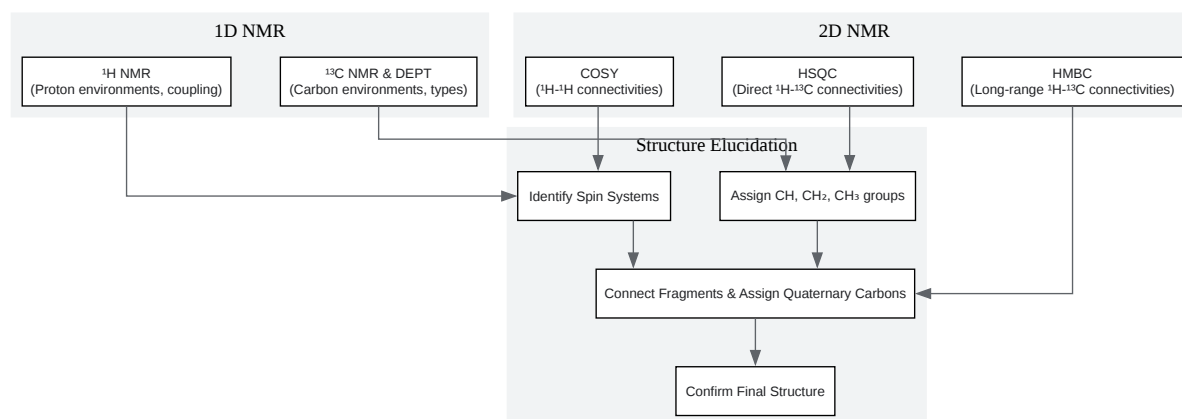 1D NMR
2D NMR
¹H NMR
(Proton environments, coupling)
¹³C NMR & DEPT
(Carbon environments, types)
COSY
(¹H-¹H connectivities)
HSQC
(Direct ¹H-¹³C connectivities)
HMBC
(Long-range ¹H-¹³C connectivities)
Structure Elucidation
Identify Spin Systems
Assign CH, CH₂, CH₃ groups
Connect Fragments & Assign Quaternary Carbons
Confirm Final Structure